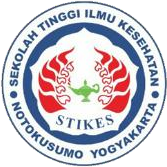 SEKOLAH TINGGI ILMU KESEHATAN
STIKES
NOTOKUSUMO YOGYAKARTA